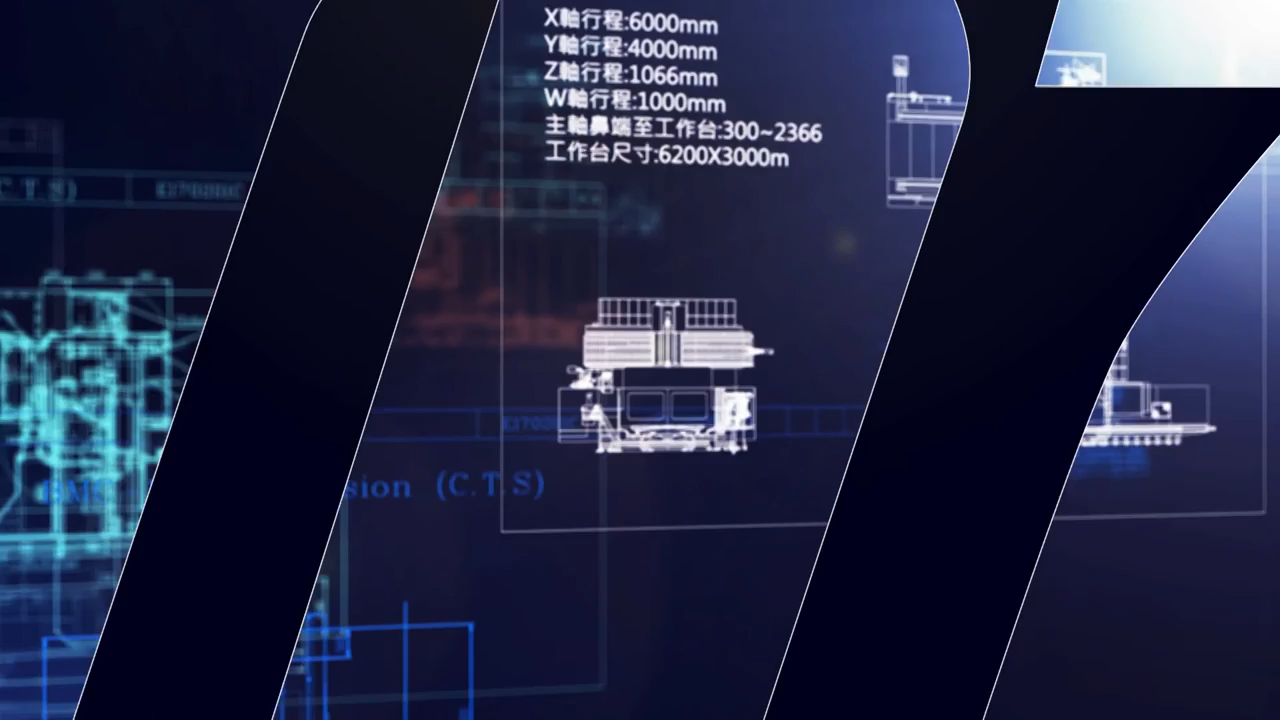 X軸行程:6000mm
Y軸行程:4000mm
Z軸行程:1066mm
W軸行程:1000mm
主軸鼻端至工作台:300~2366
工作台尺寸:6200X3000m
C.T.S)
sion (C.T.S)